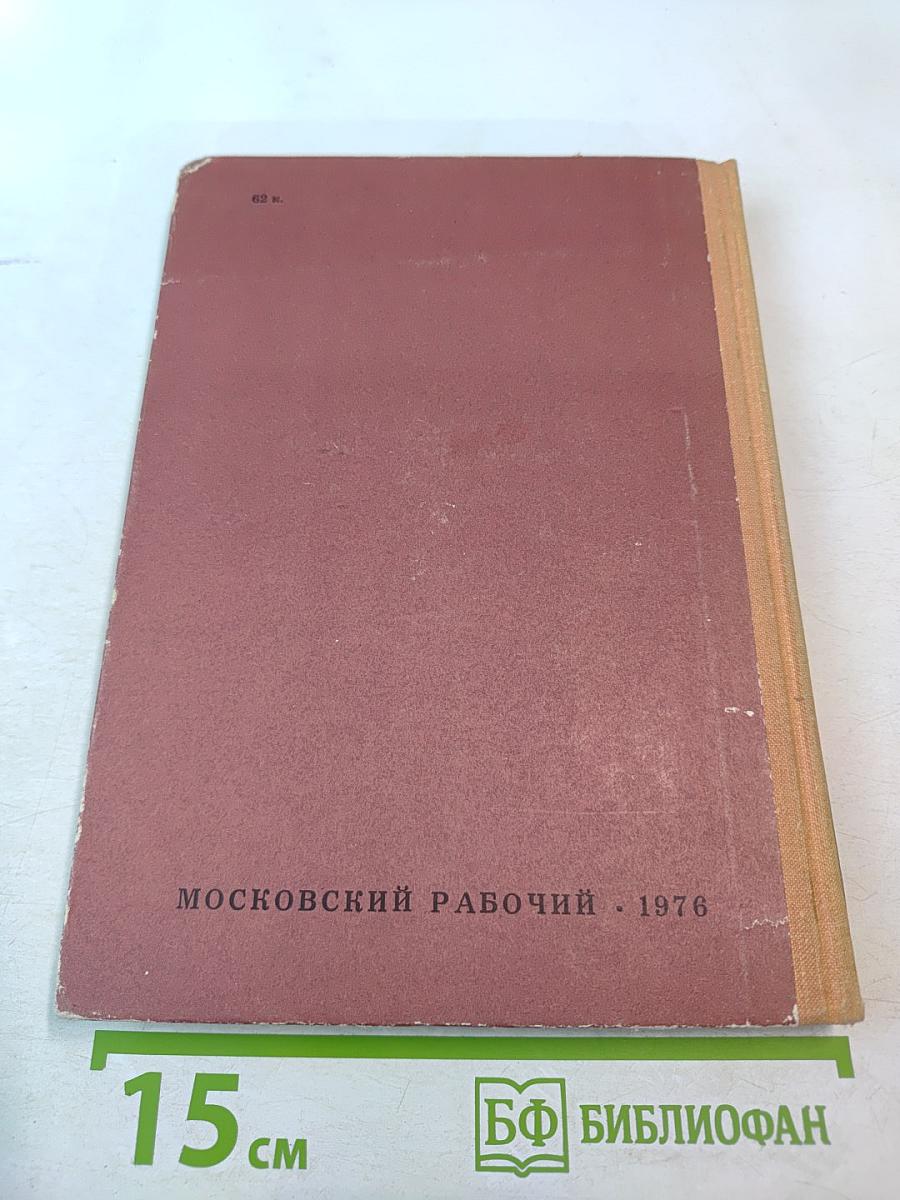 62 к.
МОСКОВСКИЙ РАБОЧИЙ • 1976
15 см
БФ БИБЛИОФАН